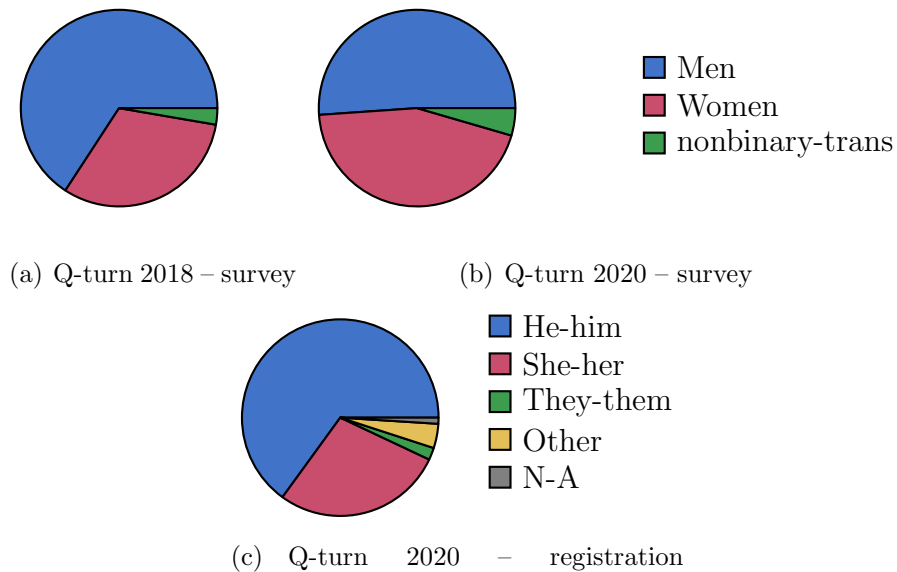 Men
Women
nonbinary-trans
(a) Q-turn 2018 – survey
(b) Q-turn 2020 – survey
He-him
She-her
They-them
Other
N-A
(c) Q-turn 2020 – registration